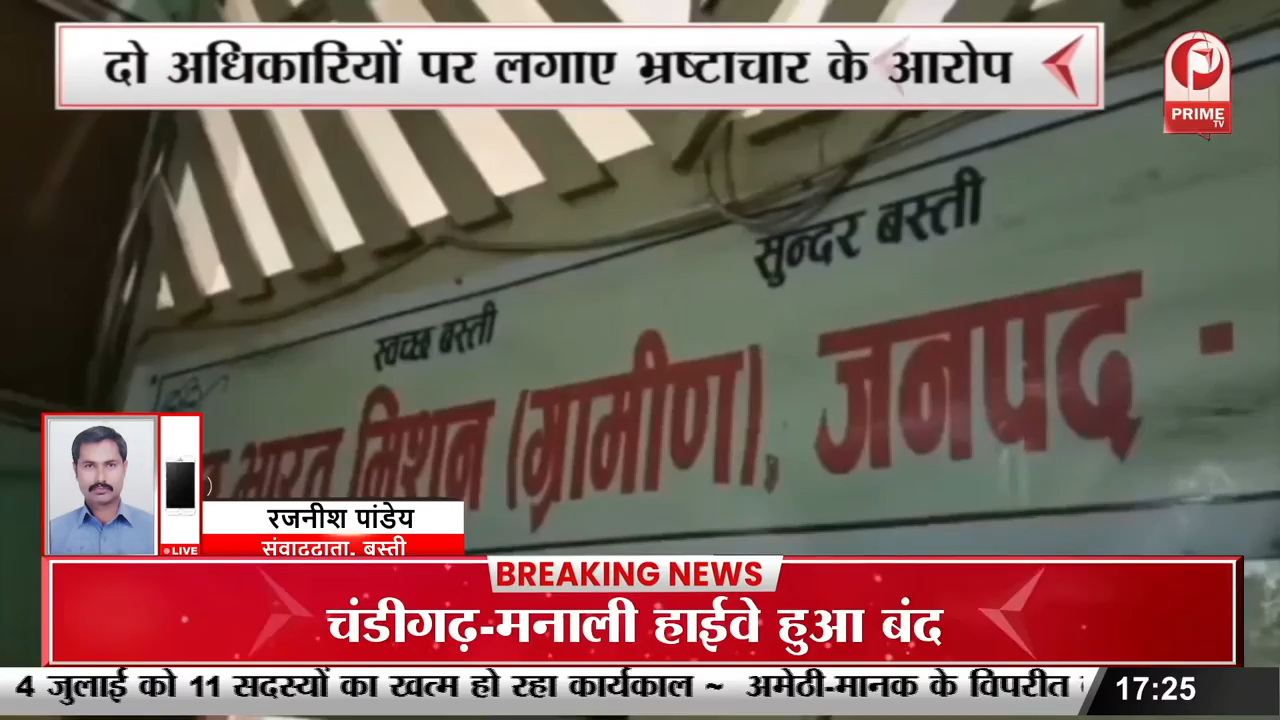 दो अधिकारियों पर लगाए भ्रष्टाचार के आरोप
PRIME
TV
स्वच्छ बस्ती
सुन्दर बस्ती
भारत मिशन (ग्रामीण), जनपद -
रजनीश पांडेय
LIVE
संवाददाता, बस्ती
BREAKING NEWS
चंडीगढ़-मनाली हाईवे हुआ बंद
4 जुलाई को 11 सदस्यों का खत्म हो रहा कार्यकाल ~ अमेठी-मानक के विपरीत
17:25